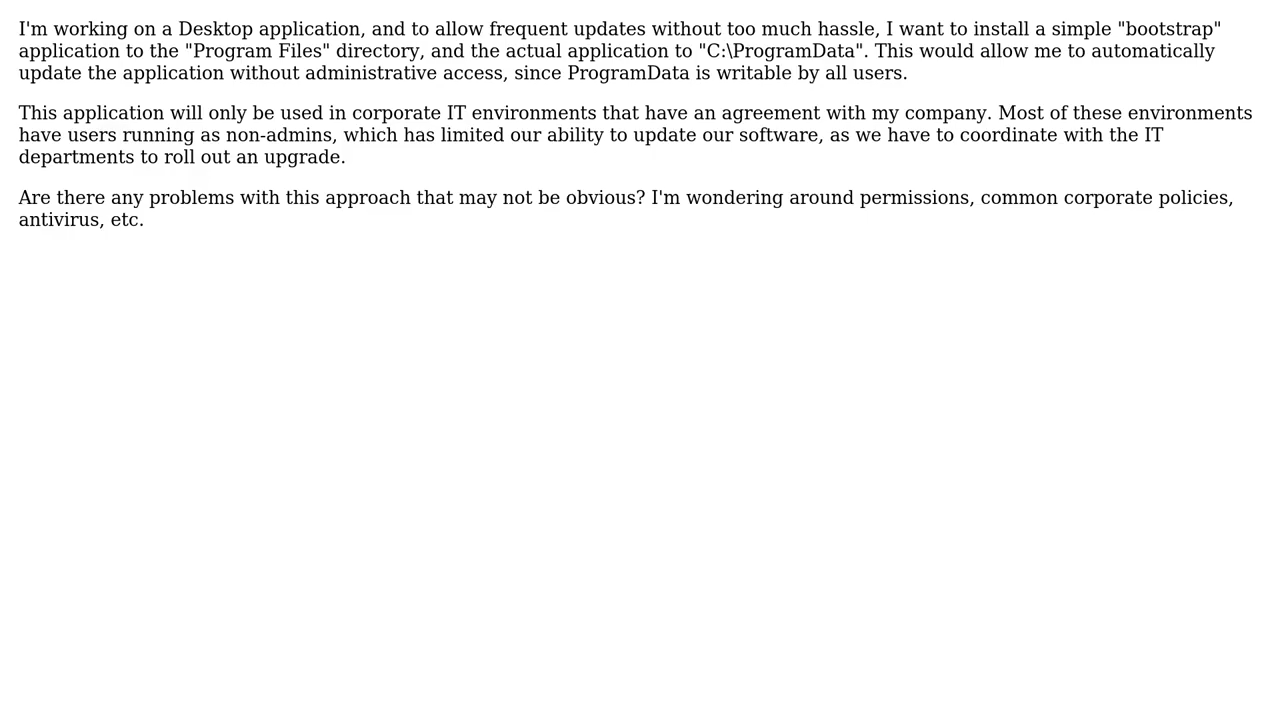 I'm working on a Desktop application, and to allow frequent updates without too much hassle, I want to install a simple "bootstrap"
application to the "Program Files" directory, and the actual application to "C:\ProgramData". This would allow me to automatically
update the application without administrative access, since ProgramData is writable by all users.
This application will only be used in corporate IT environments that have an agreement with my company. Most of these environments
have users running as non-admins, which has limited our ability to update our software, as we have to coordinate with the IT
departments to roll out an upgrade.
Are there any problems with this approach that may not be obvious? I'm wondering around permissions, common corporate policies,
antivirus, etc.